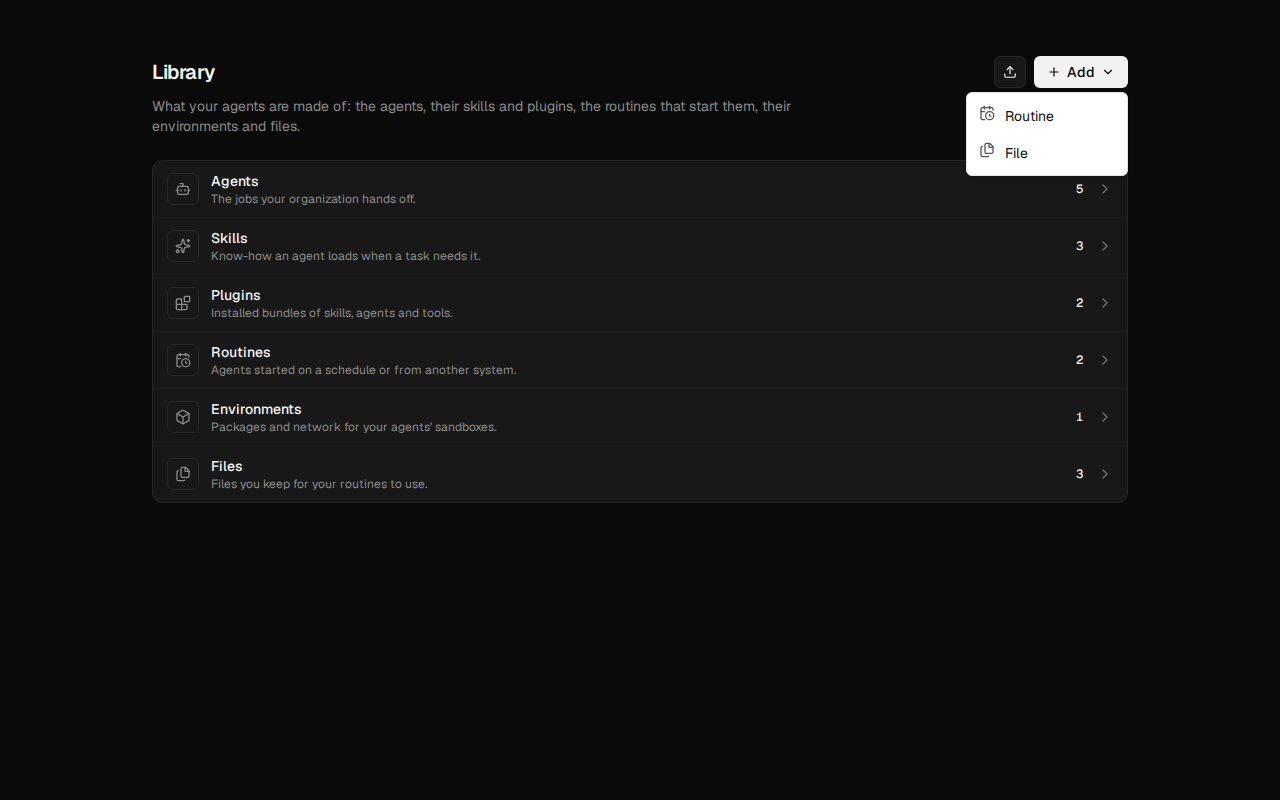 Library
Add
What your agents are made of: the agents, their skills and plugins, the routines that start them, their
environments and files.
Routine
File
Agents
The jobs your organization hands off.
5
Skills
Know-how an agent loads when a task needs it.
3
Plugins
Installed bundles of skills, agents and tools.
2
Routines
Agents started on a schedule or from another system.
2
Environments
Packages and network for your agents' sandboxes.
1
Files
Files you keep for your routines to use.
3